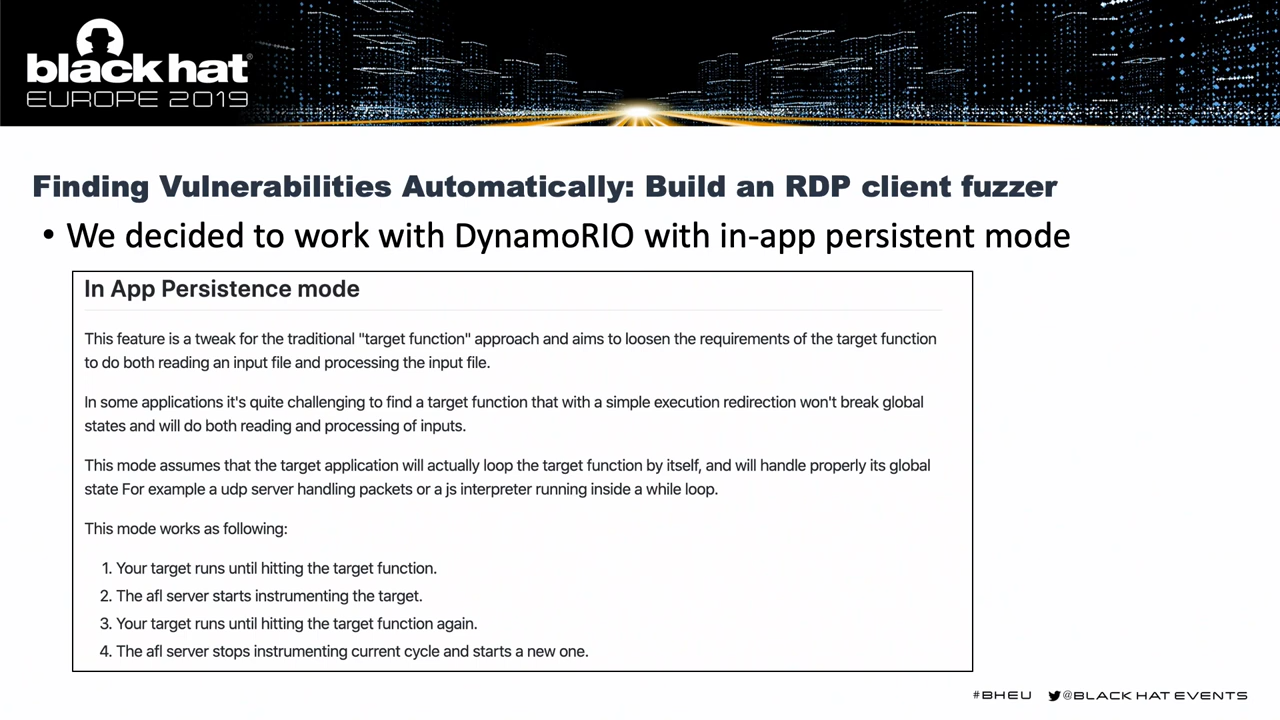 black hat®
EUROPE 2019
Finding Vulnerabilities Automatically: Build an RDP client fuzzer
• We decided to work with DynamoRIO with in-app persistent mode
In App Persistence mode
This feature is a tweak for the traditional "target function" approach and aims to loosen the requirements of the target function
to do both reading an input file and processing the input file.
In some applications it's quite challenging to find a target function that with a simple execution redirection won't break global
states and will do both reading and processing of inputs.
This mode assumes that the target application will actually loop the target function by itself, and will handle properly its global
state For example a udp server handling packets or a js interpreter running inside a while loop.
This mode works as following:
1. Your target runs until hitting the target function.
2. The afl server starts instrumenting the target.
3. Your target runs until hitting the target function again.
4. The afl server stops instrumenting current cycle and starts a new one.
#BHEU @BLACK HAT EVENTS